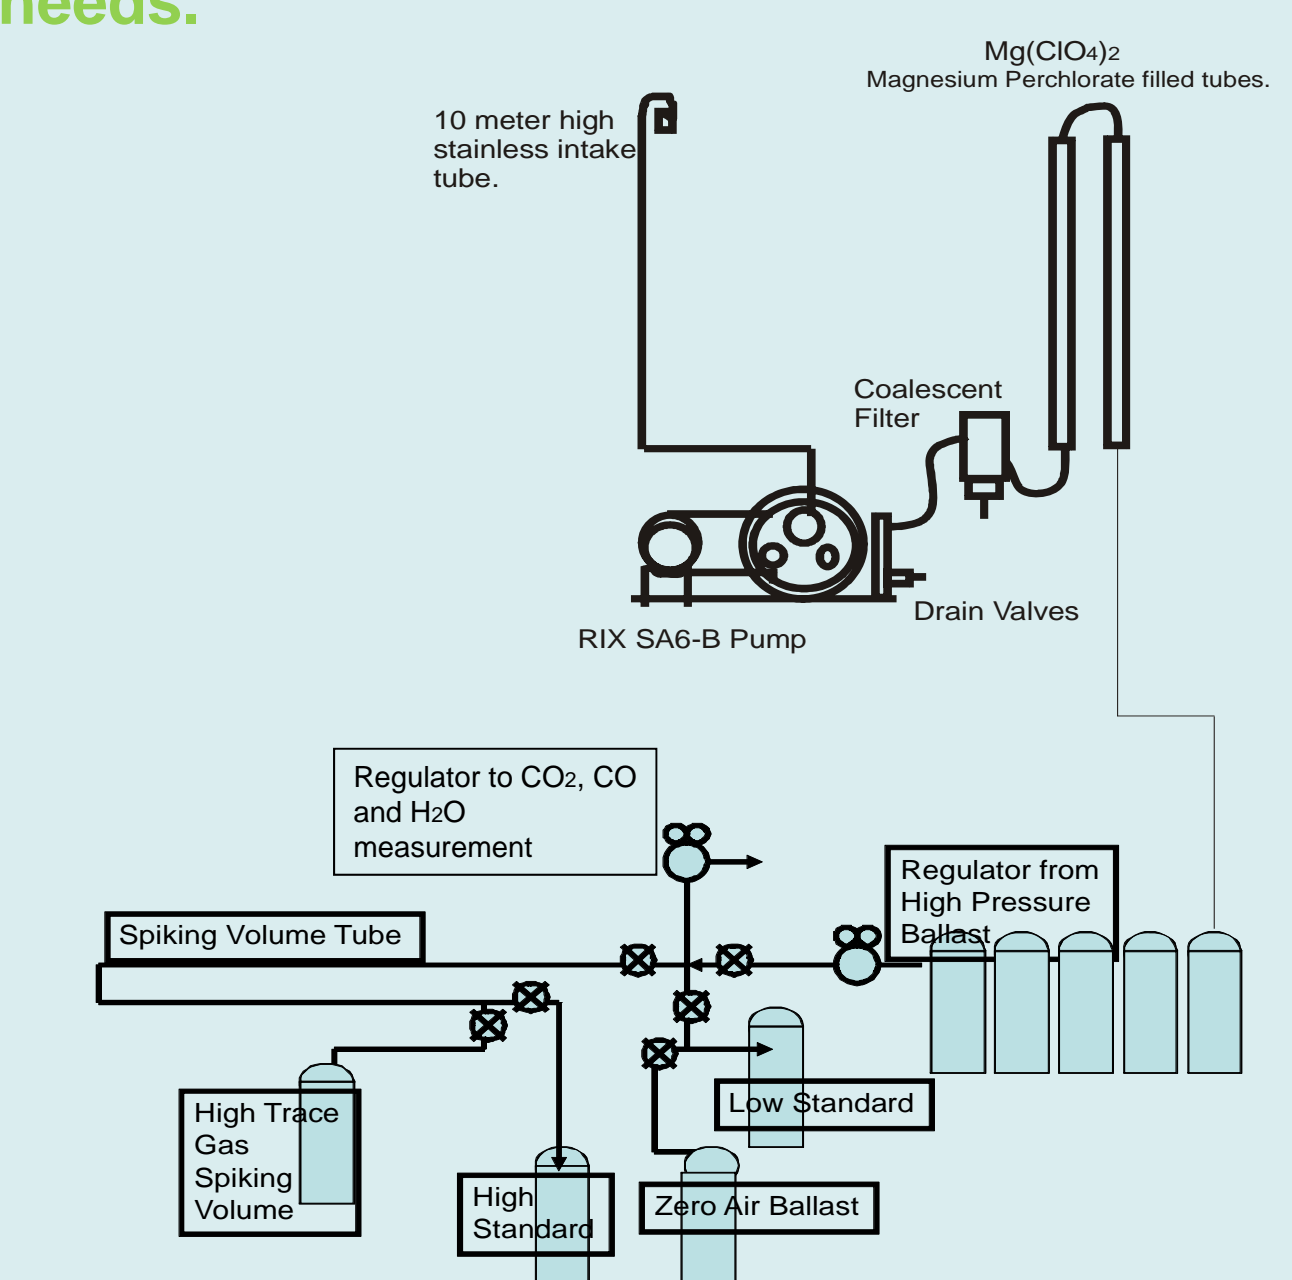 needs.
Mg(ClO4)2
Magnesium Perchlorate filled tubes.
10 meter high
stainless intake
tube.
Coalescent
Filter
Drain Valves
RIX SA6-B Pump
Regulator to CO2, CO
and H2O
measurement
Regulator from
High Pressure
Ballast
Spiking Volume Tube
Low Standard
High Trace
Gas
Spiking
Volume
High
Standard
Zero Air Ballast